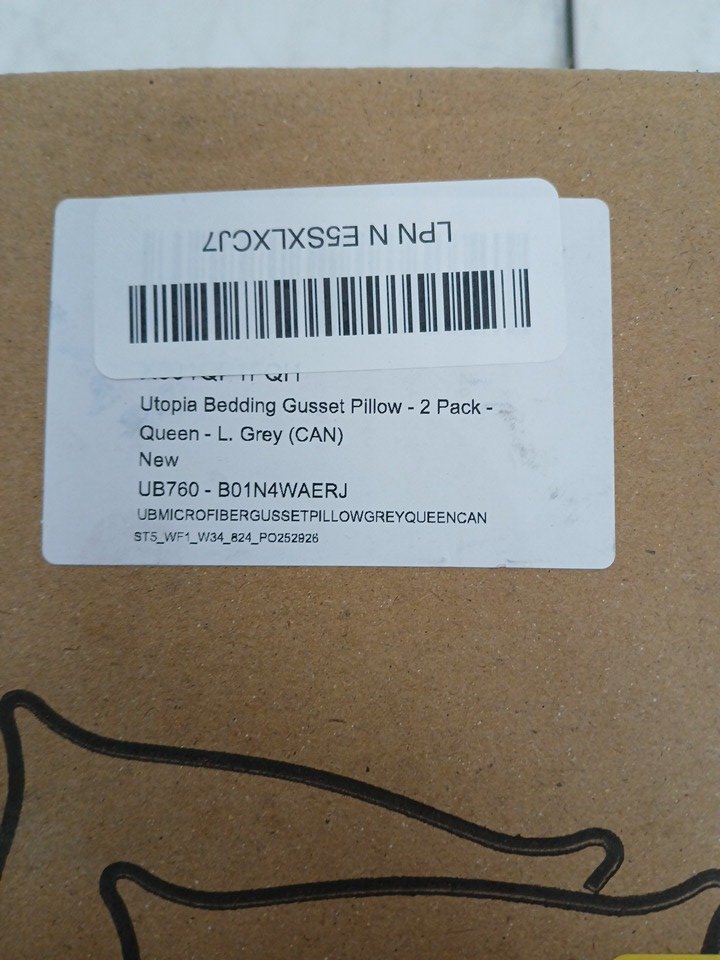 LPN N E5SXLXCJ7
Utopia Bedding Gusset Pillow - 2 Pack -
Queen - L. Grey (CAN)
New
UB760 - B01N4WAERJ
UBMICROFIBERGUSSETPILLOWGREYQUEENCAN
ST5_WF1_W34_824_PO252926